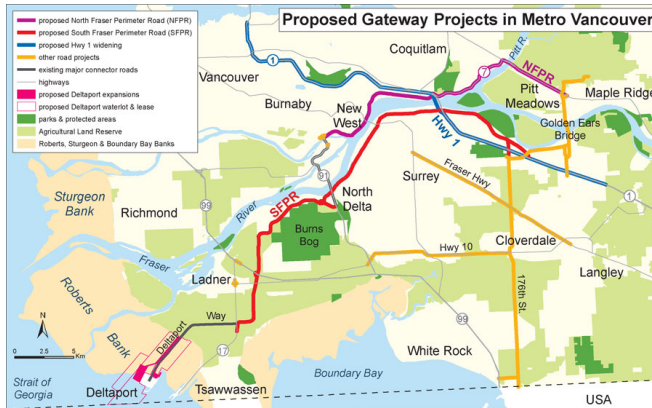 Proposed Gateway Projects in Metro Vancouver
proposed North Fraser Perimeter Road (NFPR)
proposed South Fraser Perimeter Road (SFPR)
proposed Hwy 1 widening
other road projects
existing major connector roads
highways
proposed Deltaport expansions
proposed Deltaport waterlot & lease
parks & protected areas
Agricultural Land Reserve
Roberts, Sturgeon & Boundary Bay Banks
1
Coquitlam
Pitt R.
Vancouver
7
NFPR
Burnaby
Pitt
Meadows
Maple Ridge
New
West
Hwy 1
Golden Ears
Bridge
91
Fraser Hwy
Surrey
1
Sturgeon
Bank
North
Delta
SFPR
Richmond
99
River
Burns
Bog
Cloverdale
Hwy 10
Fraser
Langley
Ladner
176th St.
Roberts
Bank
N
Way
Deltaport
99
0 2.5 5
Km
17
White Rock
Strait of
Georgia
Deltaport
Tsawwassen
Boundary Bay
USA